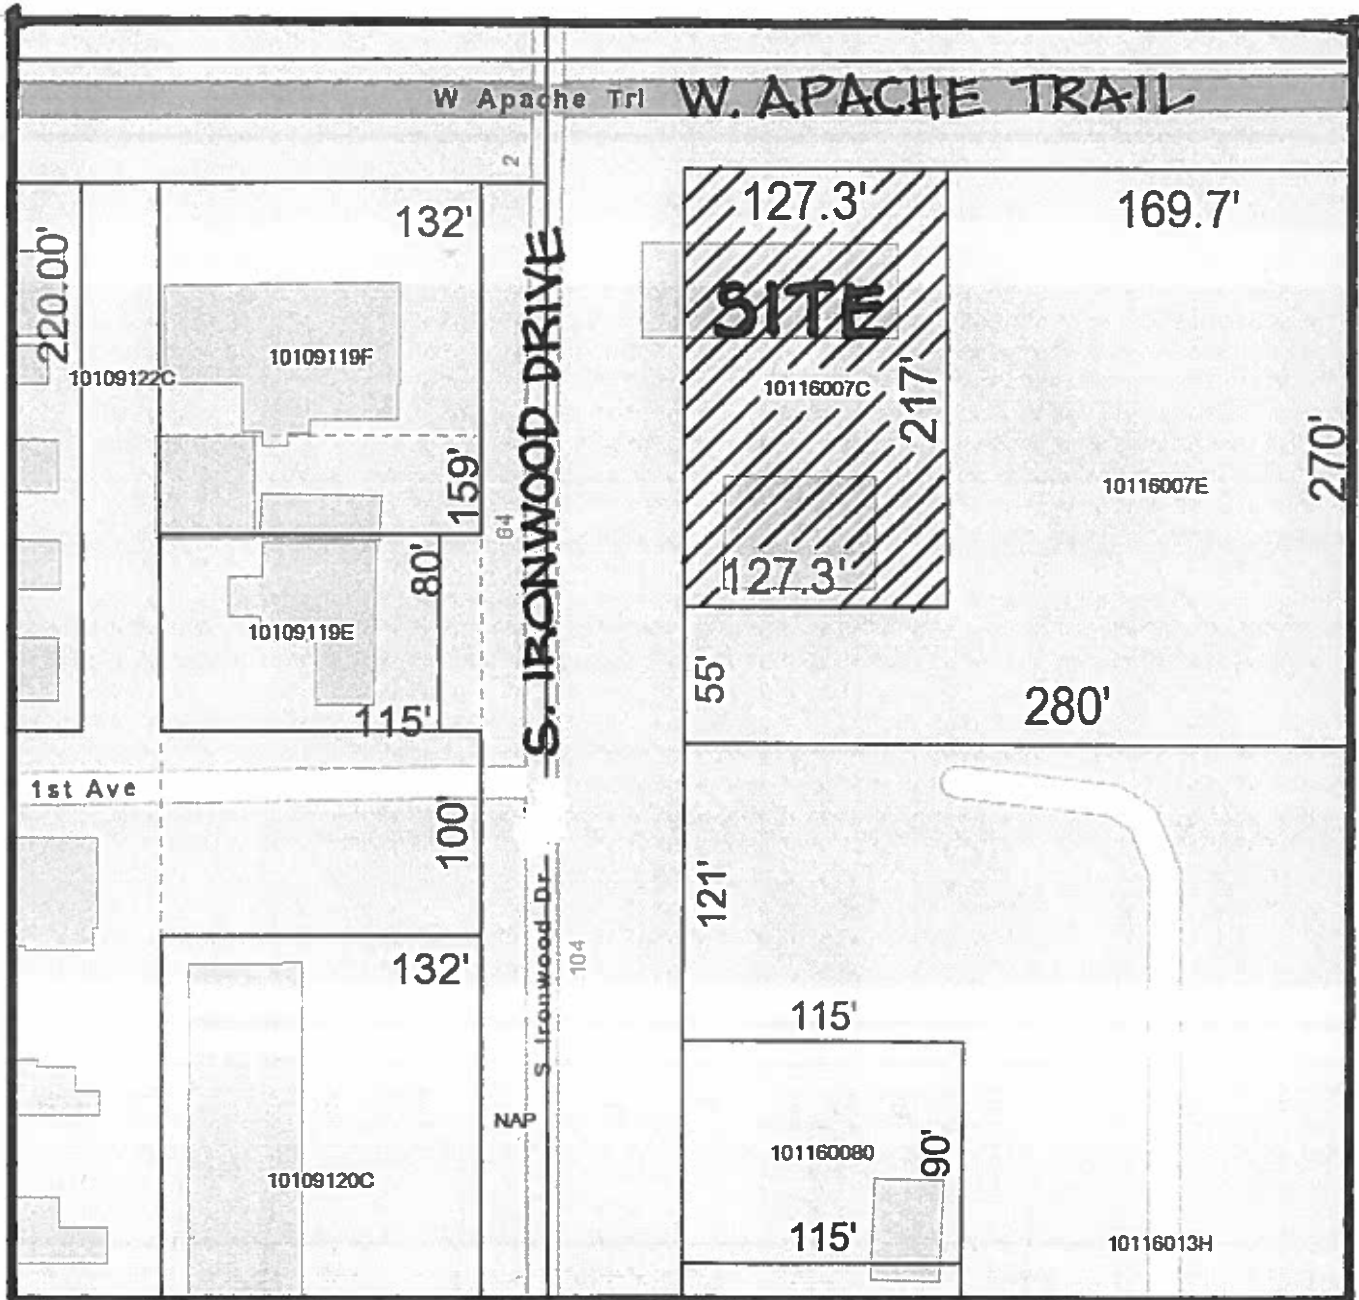 W Apache Trl
W. APACHE TRAIL
2
132'
127.3'
169.7'
220.00'
S. IRONWOOD DRIVE
SITE
10109119F
10109122C
10116007C
217'
270'
159'
10116007E
64
80'
127.3'
10109119E
55'
115'
280'
1st Ave
100'
121'
132'
S Ironwood Dr
104
115'
NAP
101160080
90'
10109120C
115'
10116013H